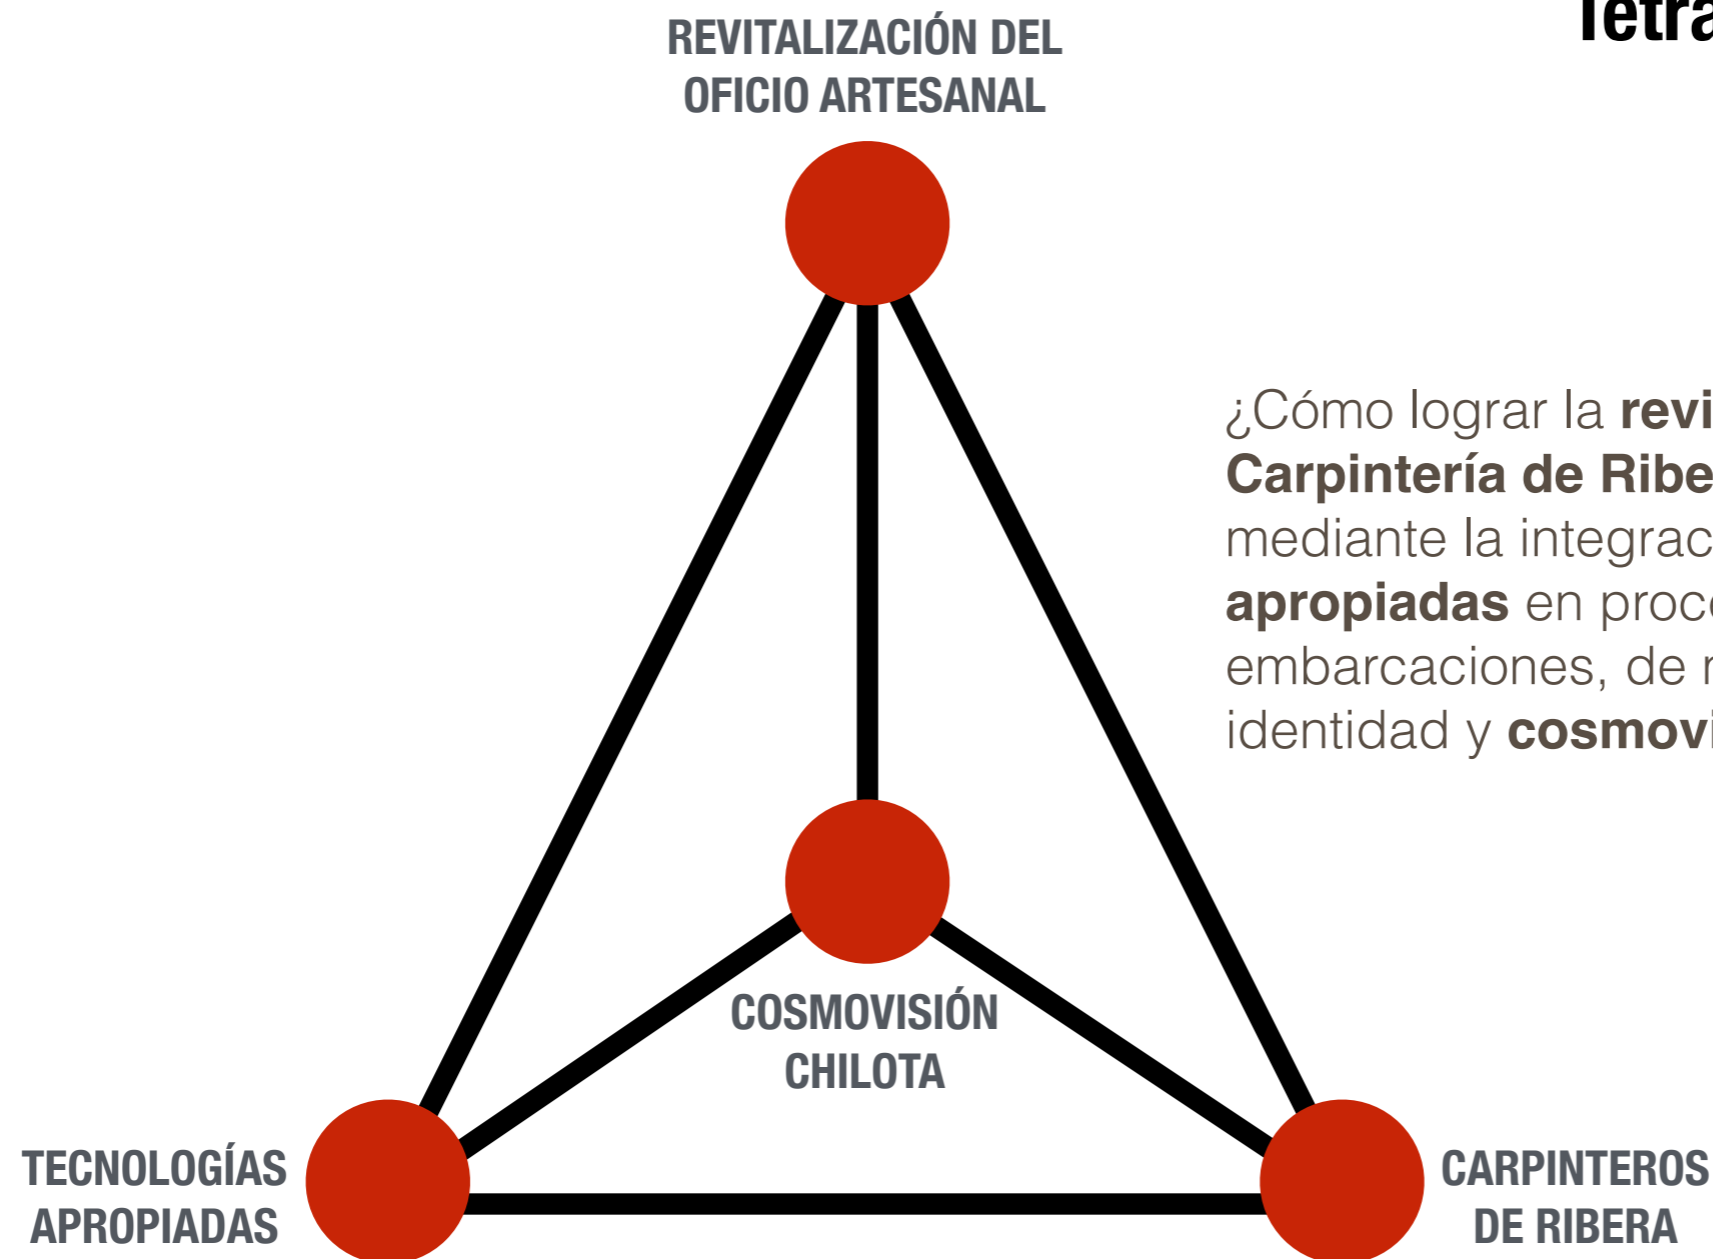 Tetra
REVITALIZACIÓN DEL
OFICIO ARTESANAL
¿Cómo lograr la revi
Carpintería de Ribe
mediante la integrac
apropiadas en proc
embarcaciones, de
identidad y cosmovi
COSMOVISIÓN
CHILOTA
TECNOLOGÍAS
APROPIADAS
CARPINTEROS
DE RIBERA